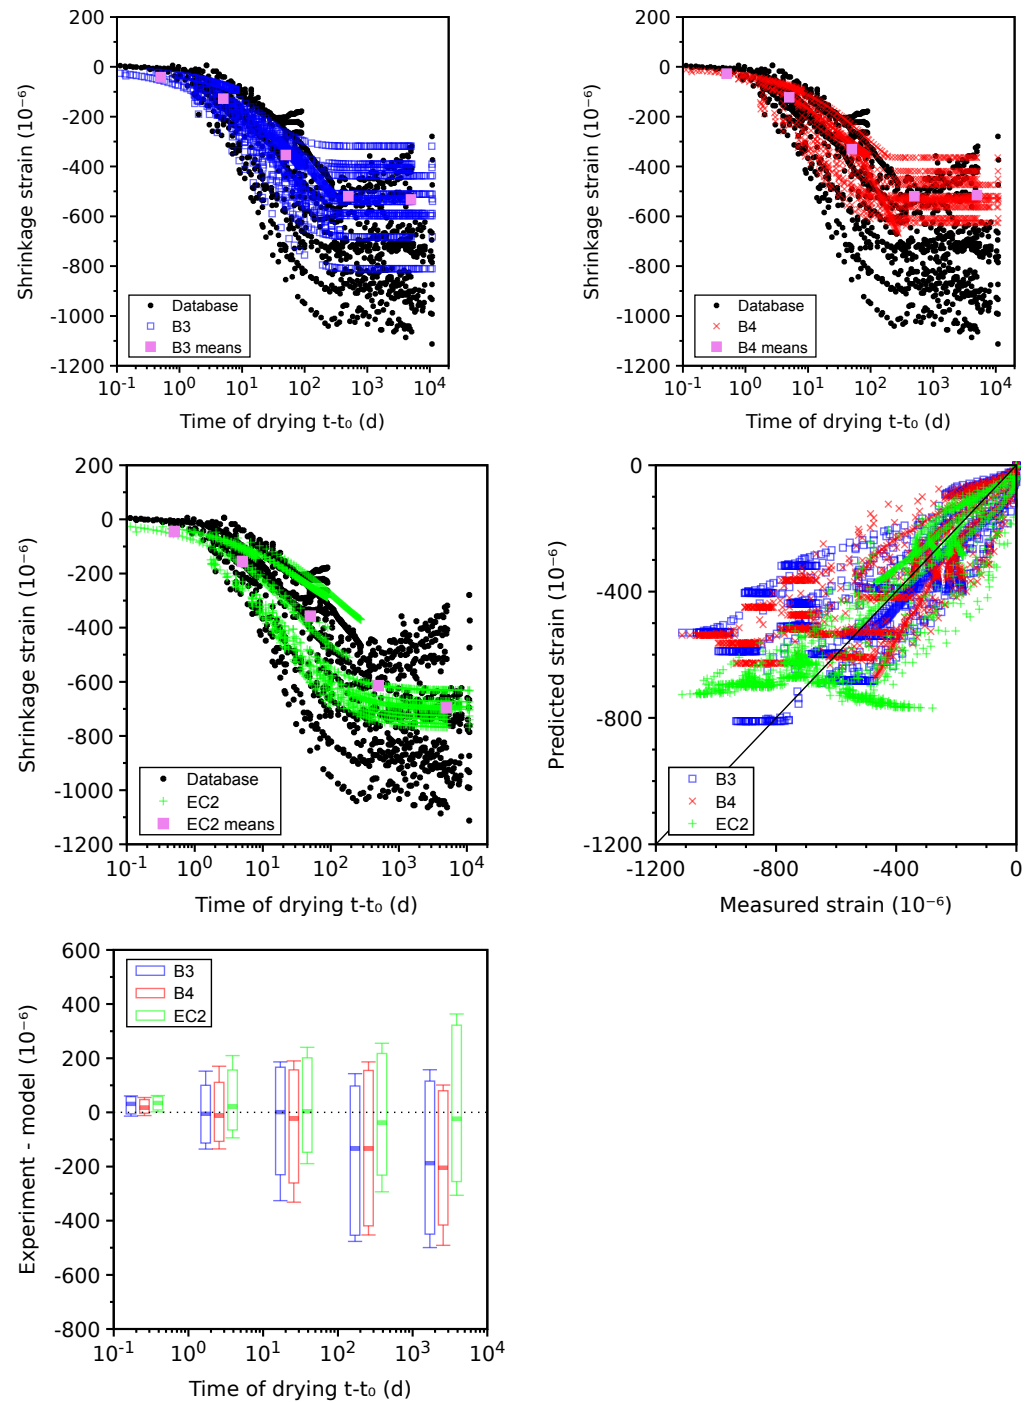 200
0
-200
-400
-600
-800
-1000
-1200
Shrinkage strain (10⁻⁶)
Database
B3
B3 means
10⁻¹ 10⁰ 10¹ 10² 10³ 10⁴
Time of drying t-t₀ (d)
200
0
-200
-400
-600
-800
-1000
-1200
Shrinkage strain (10⁻⁶)
Database
B4
B4 means
10⁻¹ 10⁰ 10¹ 10² 10³ 10⁴
Time of drying t-t₀ (d)
200
0
-200
-400
-600
-800
-1000
-1200
Shrinkage strain (10⁻⁶)
Database
EC2
EC2 means
10⁻¹ 10⁰ 10¹ 10² 10³ 10⁴
Time of drying t-t₀ (d)
0
-400
-800
-1200
Predicted strain (10⁻⁶)
B3
B4
EC2
-1200 -800 -400 0
Measured strain (10⁻⁶)
600
400
200
0
-200
-400
-600
-800
Experiment - model (10⁻⁶)
B3
B4
EC2
10⁻¹ 10⁰ 10¹ 10² 10³ 10⁴
Time of drying t-t₀ (d)